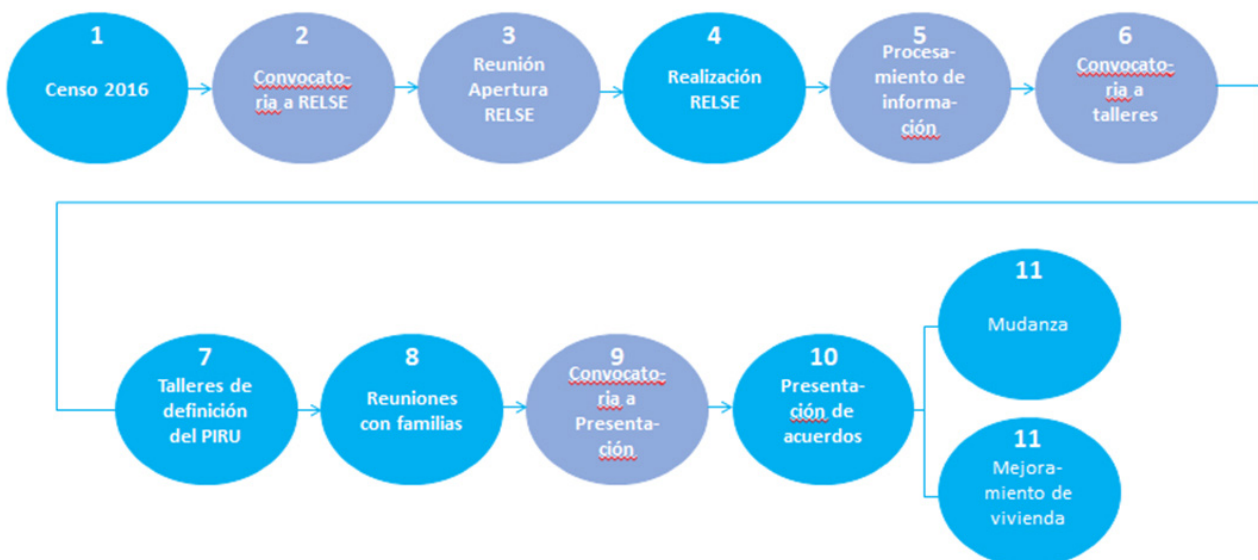 1
Censo 2016
2
Convocato-
ria a RELSE
3
Reunión
Apertura
RELSE
4
Realización
RELSE
5
Procesa-
miento de
informa-
ción
6
Convocato-
ria a
talleres
7
Talleres de
definición
del PIRU
8
Reuniones
con familias
9
Convocato-
ria a
Presenta-
ción
10
Presenta-
ción de
acuerdos
11
Mudanza
11
Mejora-
miento de
vivienda